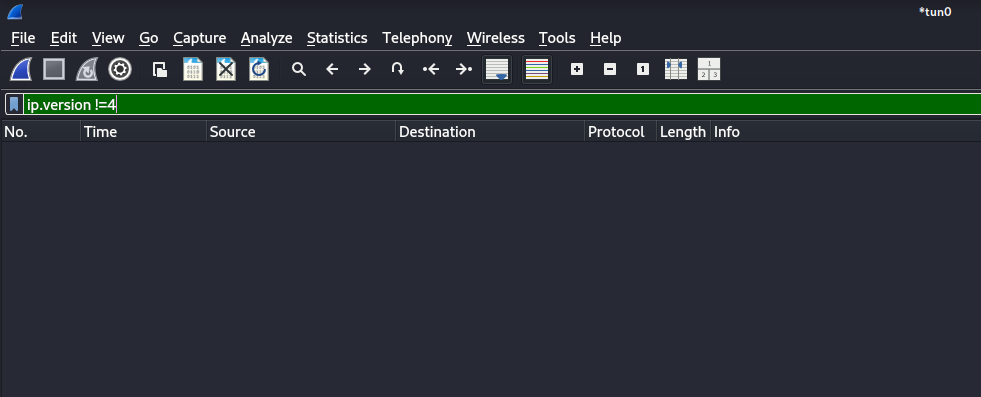 *tun0
File Edit View Go Capture Analyze Statistics Telephony Wireless Tools Help
ip.version !=4
No. Time Source Destination Protocol Length Info